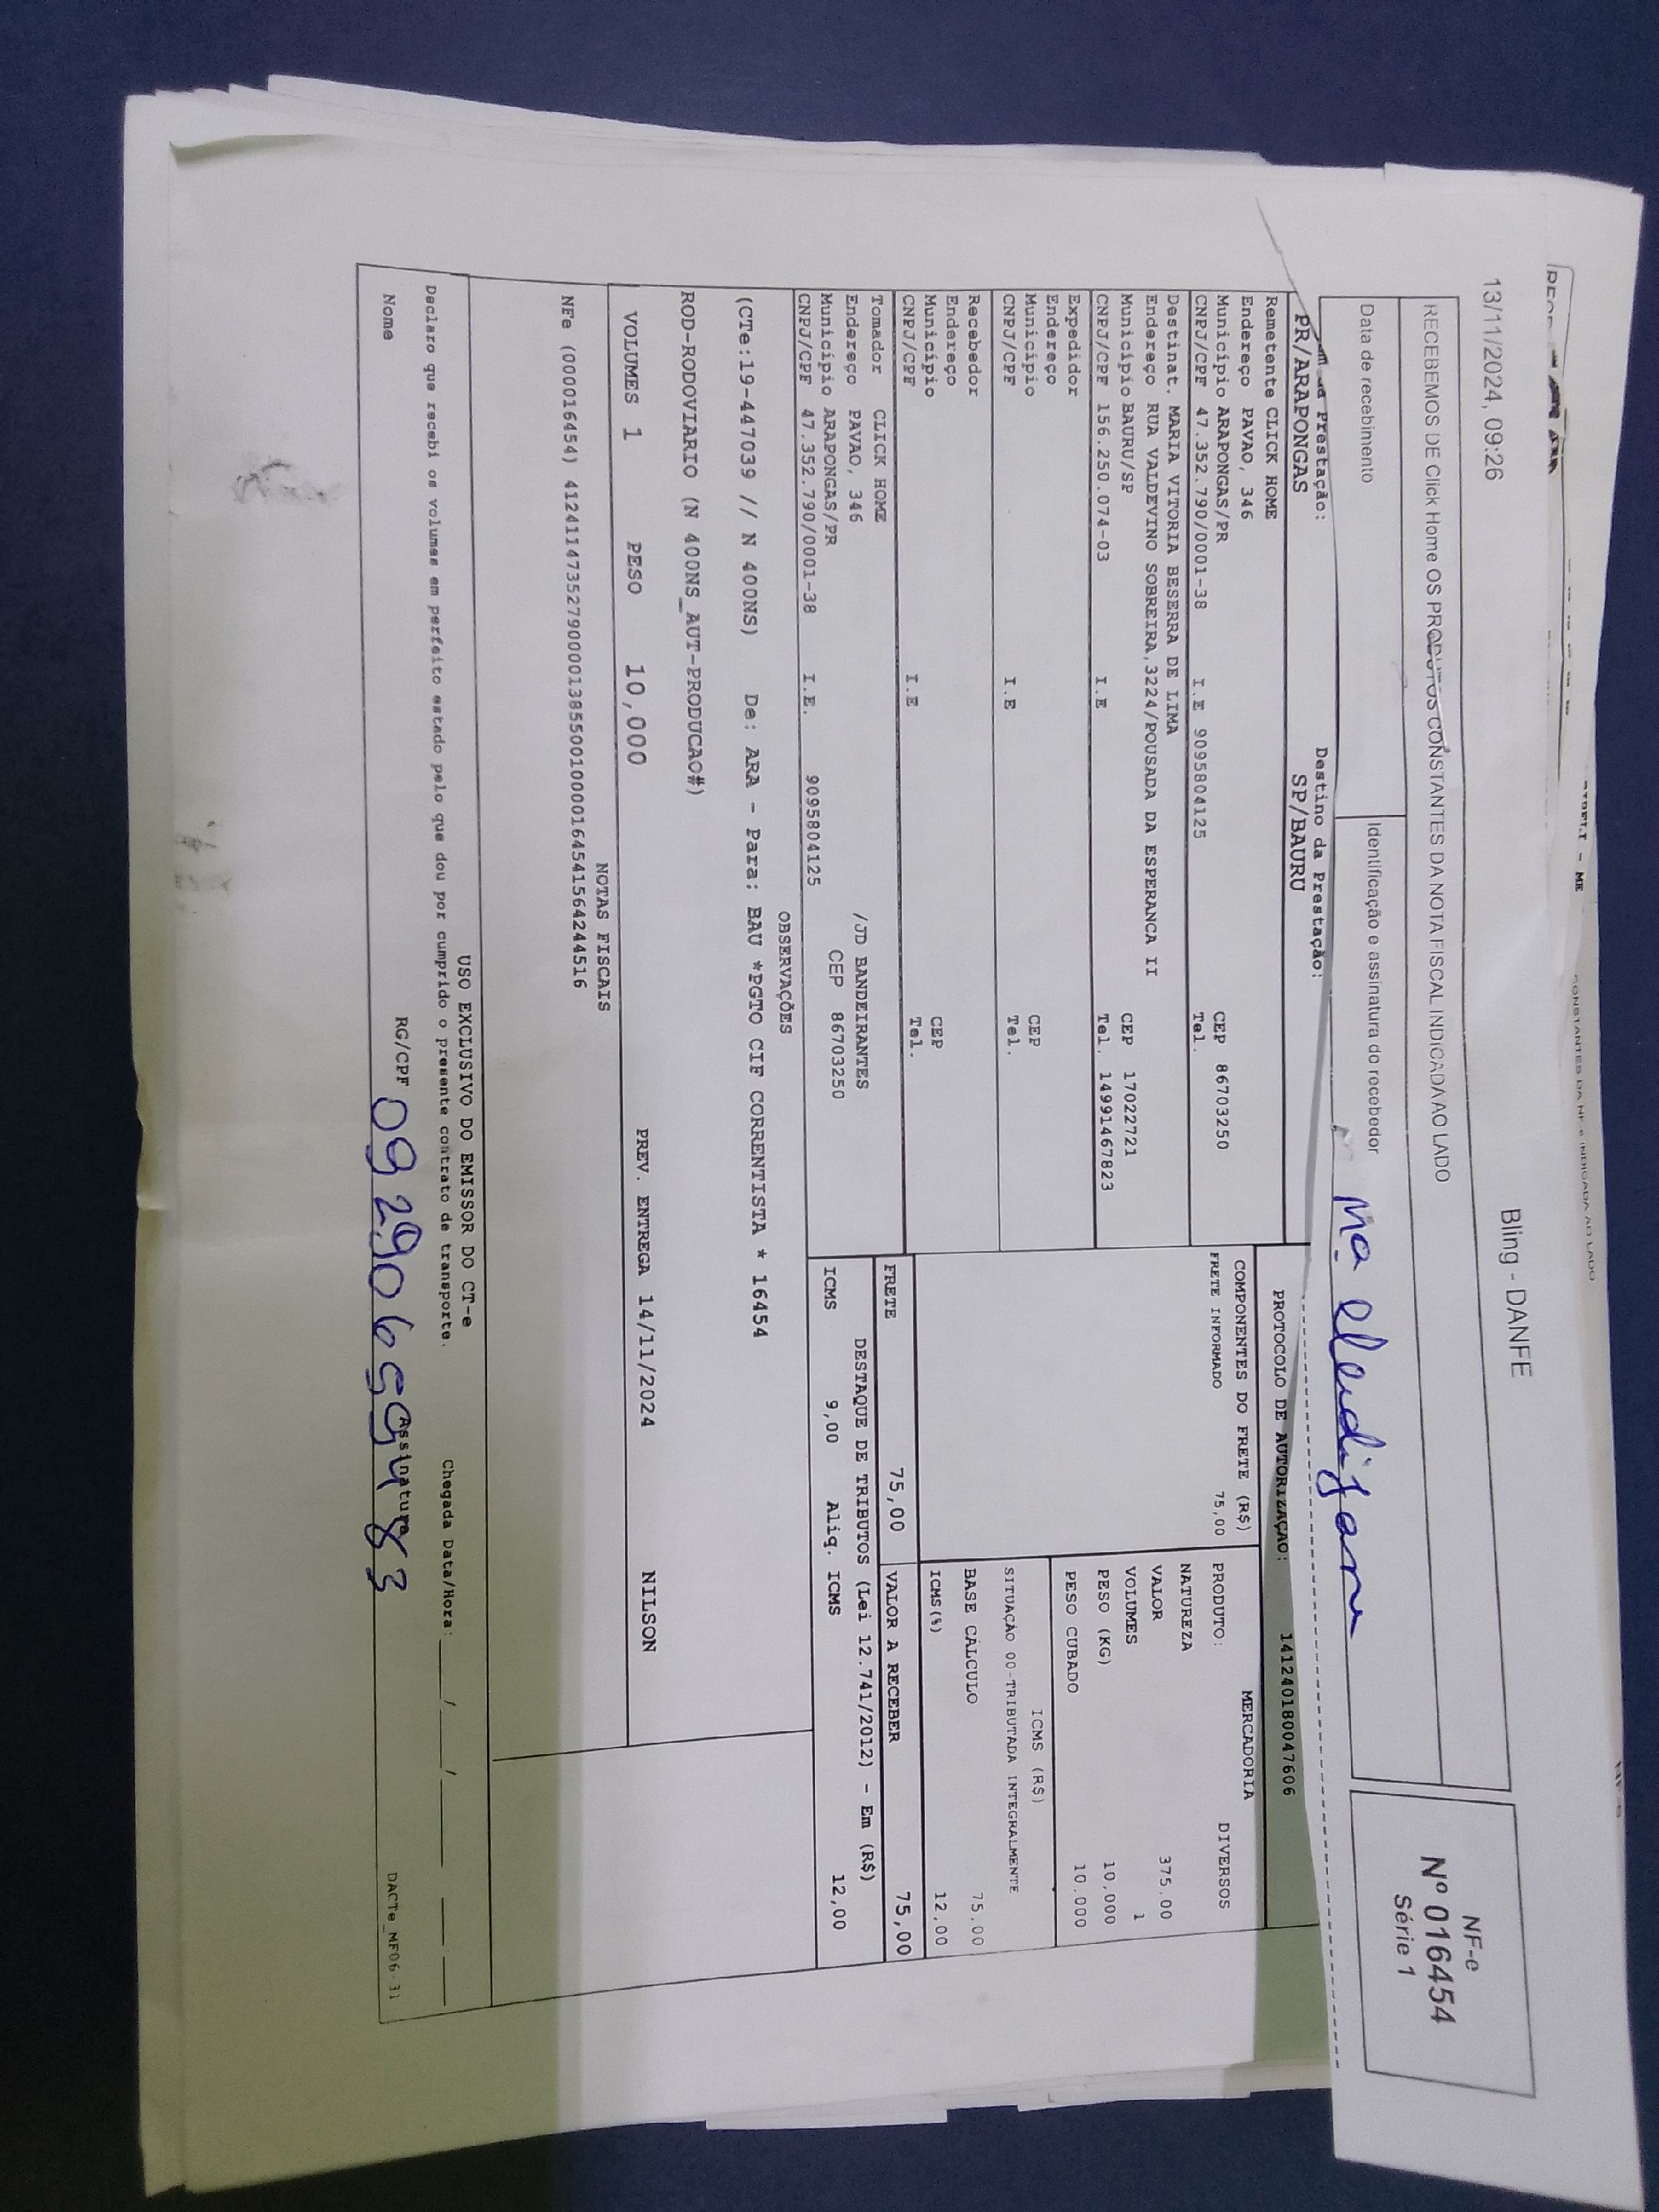 13/11/2024, 09:26 Bling - DANFE
RECEBEMOS DE Click Home OS PRODUTOS CONSTANTES DA NOTA FISCAL INDICADA AO LADO
Data de recebimento Identificação e assinatura do recebedor
NF-e
Nº 016454
Série 1
da Prestação: Destino da Prestação:
PR/ARAPONGAS SP/BAURU
PROTOCOLO DE AUTORIZAÇAO: 141240180047606
Remetente CLICK HOME
Endereço PAVAO, 346
Município ARAPONGAS/PR CEP 86703250
CNPJ/CPF 47.352.790/0001-38 I.E 9095804125 Tel.
Destinat. MARIA VITORIA BESERRA DE LIMA
Endereço RUA VALDEVINO SOBREIRA,3224/POUSADA DA ESPERANCA II
Município BAURU/SP CEP 17022721
CNPJ/CPF 156.250.074-03 I.E Tel. 14991467823
Expedidor
Endereço
Município CEP
CNPJ/CPF I.E Tel.
Recebedor
Endereço
Município CEP
CNPJ/CPF I.E Tel.
Tomador CLICK HOME
Endereço PAVAO, 346 /JD BANDEIRANTES
Município ARAPONGAS/PR CEP 86703250
CNPJ/CPF 47.352.790/0001-38 I.E. 9095804125
COMPONENTES DO FRETE (R$)
FRETE INFORMADO 75,00
MERCADORIA
PRODUTO: DIVERSOS
NATUREZA
VALOR 375,00
VOLUMES 1
PESO (KG) 10,000
PESO CUBADO 10,000
ICMS (R$)
SITUAÇÃO 00-TRIBUTADA INTEGRALMENTE
BASE CÁLCULO 75,00
ICMS(%) 12,00
FRETE 75,00 VALOR A RECEBER 75,00
DESTAQUE DE TRIBUTOS (Lei 12.741/2012) - Em (R$)
ICMS 9,00 Aliq. ICMS 12,00
OBSERVAÇÕES
(CTe:19-447039 // N 400NS) De: ARA - Para: BAU *PGTO CIF CORRENTISTA * 16454
ROD-RODOVIARIO (N 400NS_AUT-PRODUCAO#)
VOLUMES 1 PESO 10,000 PREV. ENTREGA 14/11/2024 NILSON
NOTAS FISCAIS
NFe (000016454) 41241147352790000138550010000164541564244516
USO EXCLUSIVO DO EMISSOR DO CT-e
Declaro que recebi os volumes em perfeito estado pelo que dou por cumprido o presente contrato de transporte. Chegada Data/Hora: ___/___/___
Nome RG/CPF Assinatura
DACTe_MF06-31